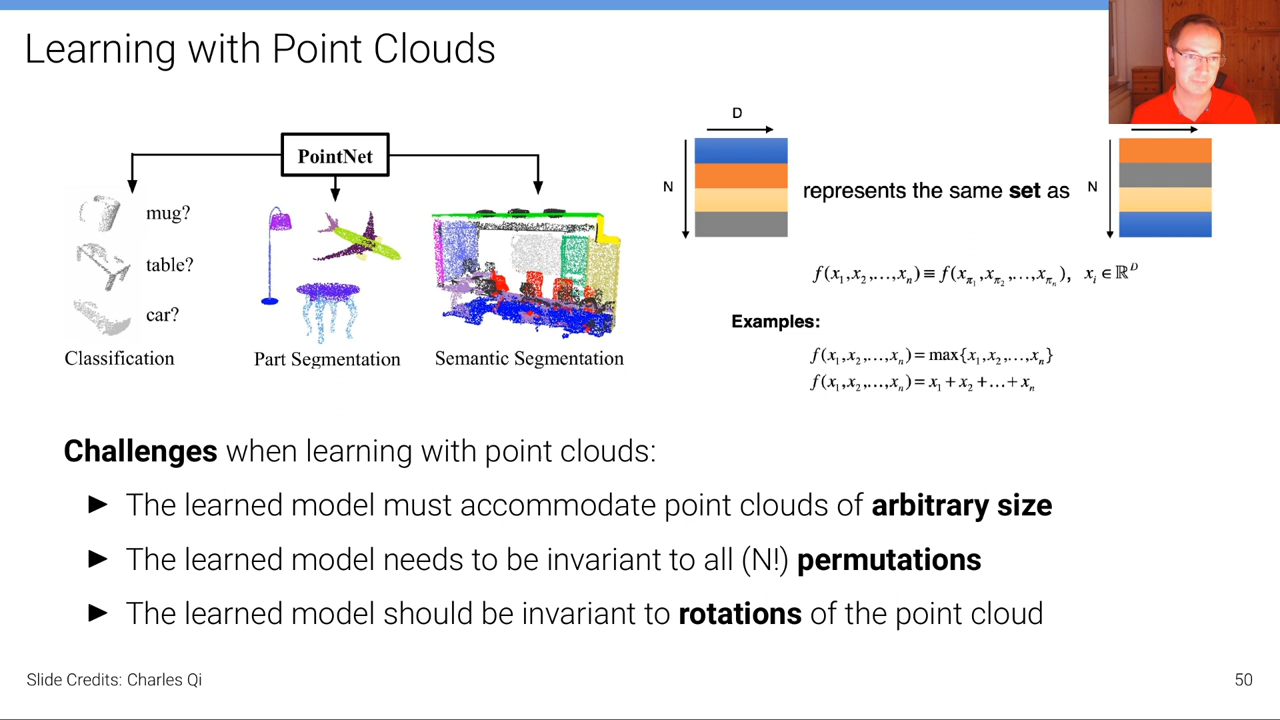 Learning with Point Clouds
PointNet
mug?
table?
car?
Classification
Part Segmentation
Semantic Segmentation
D
N
represents the same set as
N
f(x₁,x₂,…,xₙ) ≡ f(x_π₁,x_π₂,…,x_πₙ), xᵢ ∈ ℝᴰ
Examples:
f(x₁,x₂,…,xₙ) = max{x₁,x₂,…,xₙ}
f(x₁,x₂,…,xₙ) = x₁ + x₂ +…+ xₙ
Challenges when learning with point clouds:
► The learned model must accommodate point clouds of arbitrary size
► The learned model needs to be invariant to all (N!) permutations
► The learned model should be invariant to rotations of the point cloud
Slide Credits: Charles Qi
50